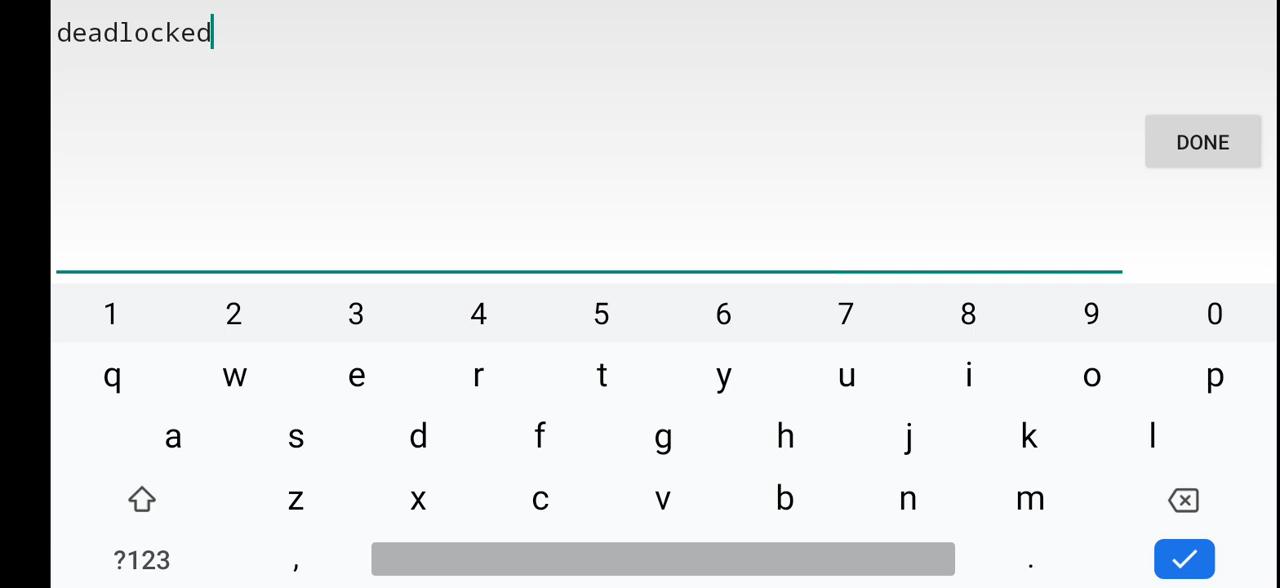 deadlocked
DONE
1 2 3 4 5 6 7 8 9 0
q w e r t y u i o p
a s d f g h j k l
z x c v b n m
?123 , .